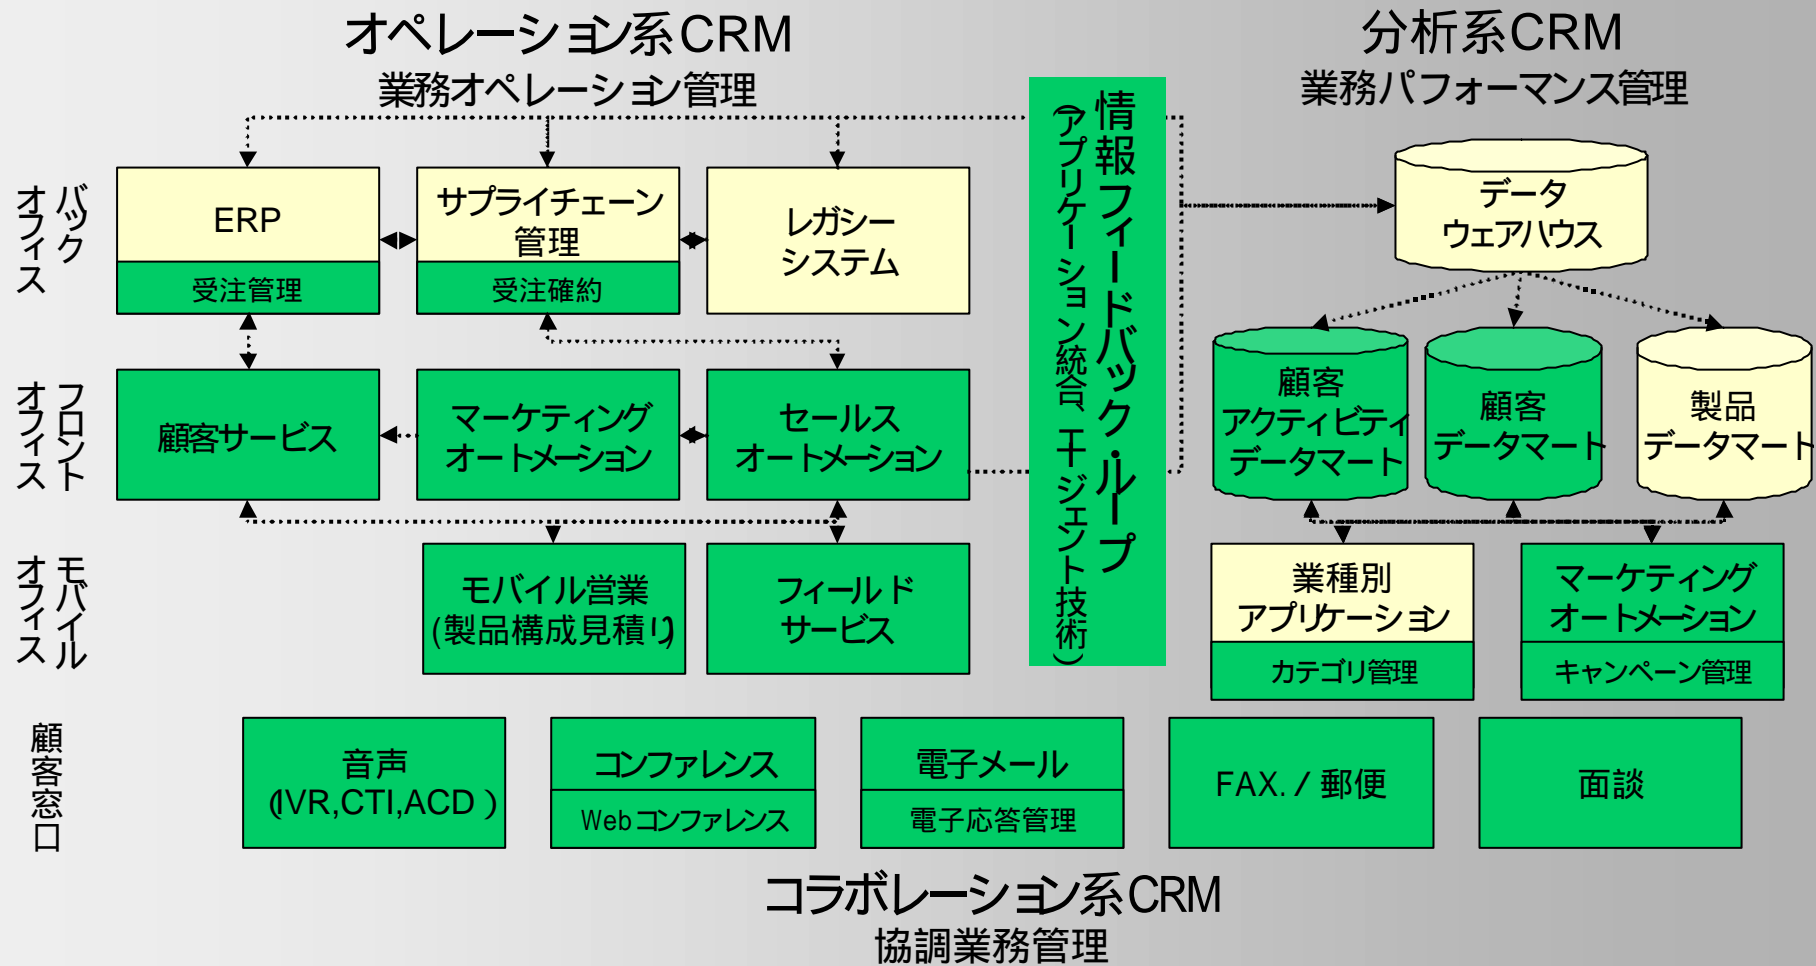 オペレーション系CRM
業務オペレーション管理
分析系CRM
業務パフォーマンス管理
バック
オフィス
ERP
受注管理
サプライチェーン
管理
受注確約
レガシー
システム
情報フィードバック・ループ
(アプリケーション統合、エージェント技術)
データ
ウェアハウス
フロント
オフィス
顧客サービス
マーケティング
オートメーション
セールス
オートメーション
顧客
アクティビティ
データマート
顧客
データマート
製品
データマート
モバイル
オフィス
モバイル営業
(製品構成見積り)
フィールド
サービス
業種別
アプリケーション
カテゴリ管理
マーケティング
オートメーション
キャンペーン管理
顧客窓口
音声
(IVR,CTI,ACD )
コンファレンス
Webコンファレンス
電子メール
電子応答管理
FAX. / 郵便
面談
コラボレーション系CRM
協調業務管理